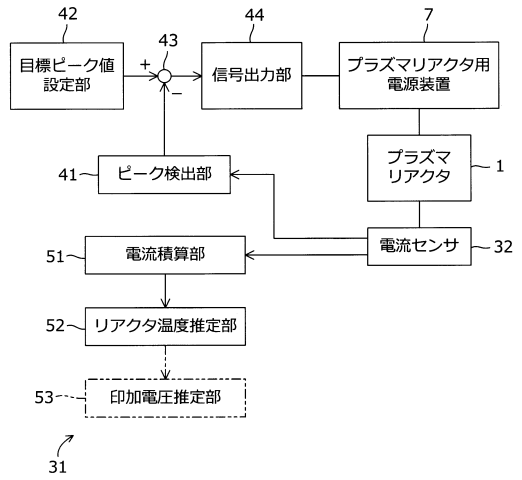 42
43
44
7
目標ピーク値
設定部
+
−
信号出力部
プラズマリアクタ用
電源装置
プラズマ
リアクタ
1
41
ピーク検出部
電流センサ
32
51
電流積算部
52
リアクタ温度推定部
53
印加電圧推定部
31